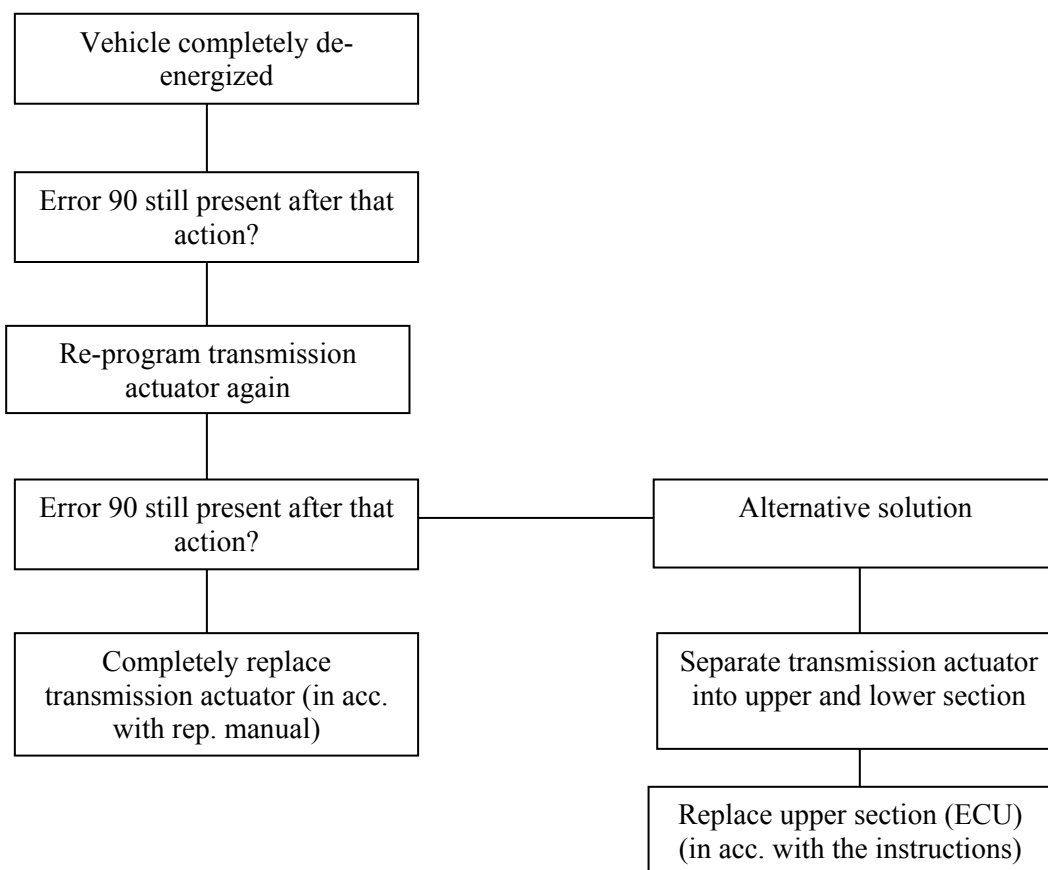 Vehicle completely de-
energized
Error 90 still present after that
action?
Re-program transmission
actuator again
Error 90 still present after that
action?
Alternative solution
Completely replace
transmission actuator (in acc.
with rep. manual)
Separate transmission actuator
into upper and lower section
Replace upper section (ECU)
(in acc. with the instructions)